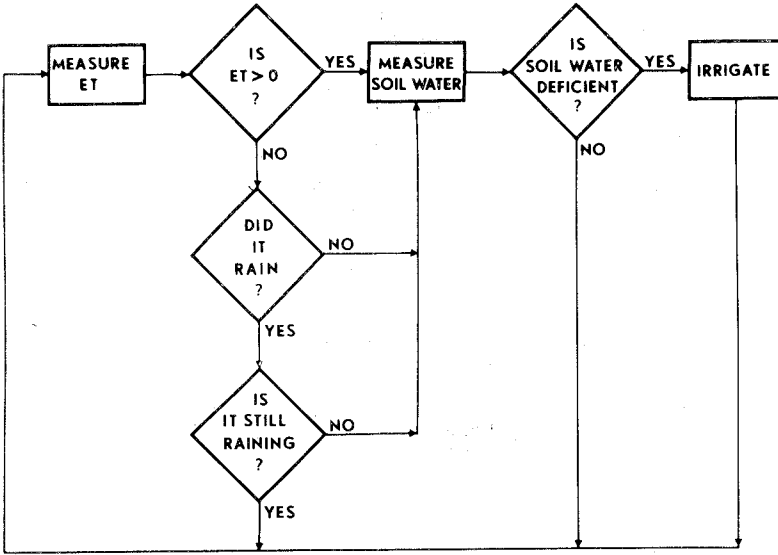 MEASURE
ET
IS
ET > 0
?
YES
NO
MEASURE
SOIL WATER
IS
SOIL WATER
DEFICIENT
?
YES
NO
IRRIGATE
DID
IT
RAIN
?
NO
YES
IS
IT STILL
RAINING
?
NO
YES